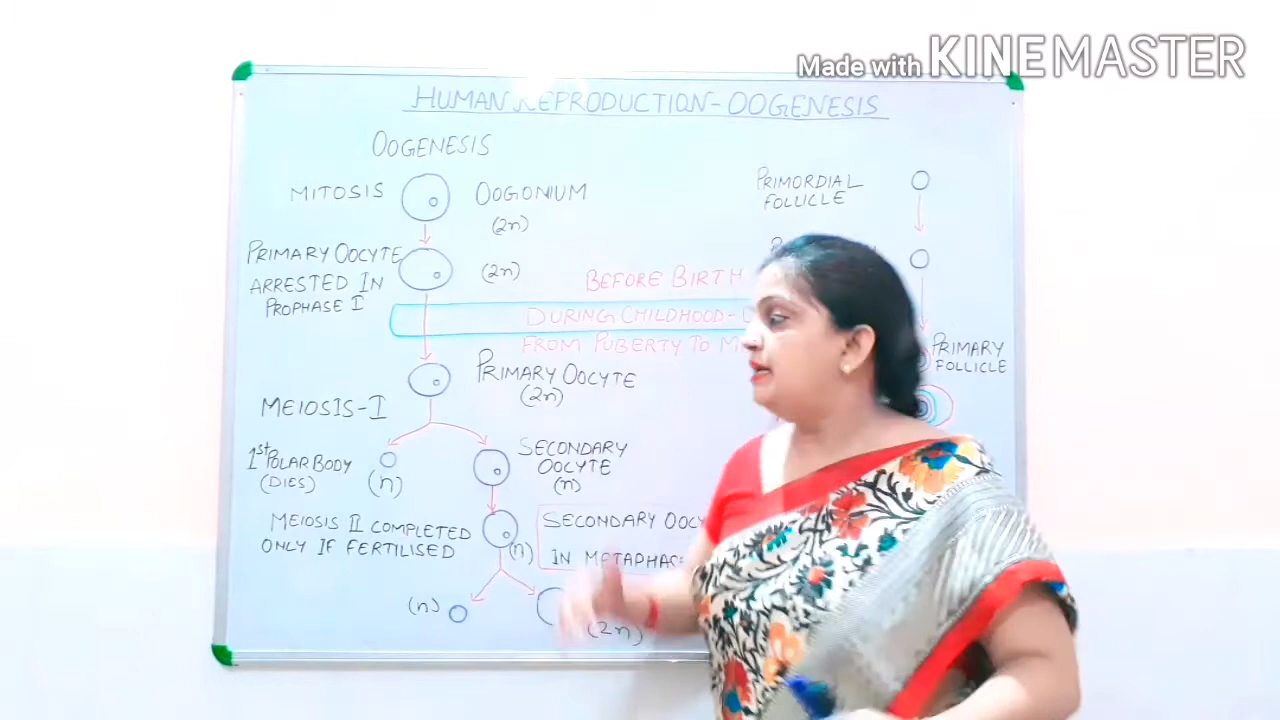 Made with KINEMASTER
HUMAN REPRODUCTION-OOGENESIS
OOGENESIS
MITOSIS
OOGONIUM
(2n)
PRIMARY OOCYTE
ARRESTED IN
PROPHASE I
(2n)
PRIMORDIAL
FOLLICLE
BEFORE BIRTH
DURING CHILDHOOD-
FROM PUBERTY TO
PRIMARY
FOLLICLE
PRIMARY OOCYTE
(2n)
MEIOSIS-I
1st POLAR BODY
(DIES)
(n)
SECONDARY
OOCYTE
(n)
MEIOSIS II COMPLETED
ONLY IF FERTILISED
(n)
SECONDARY
IN
(n)
(2n)